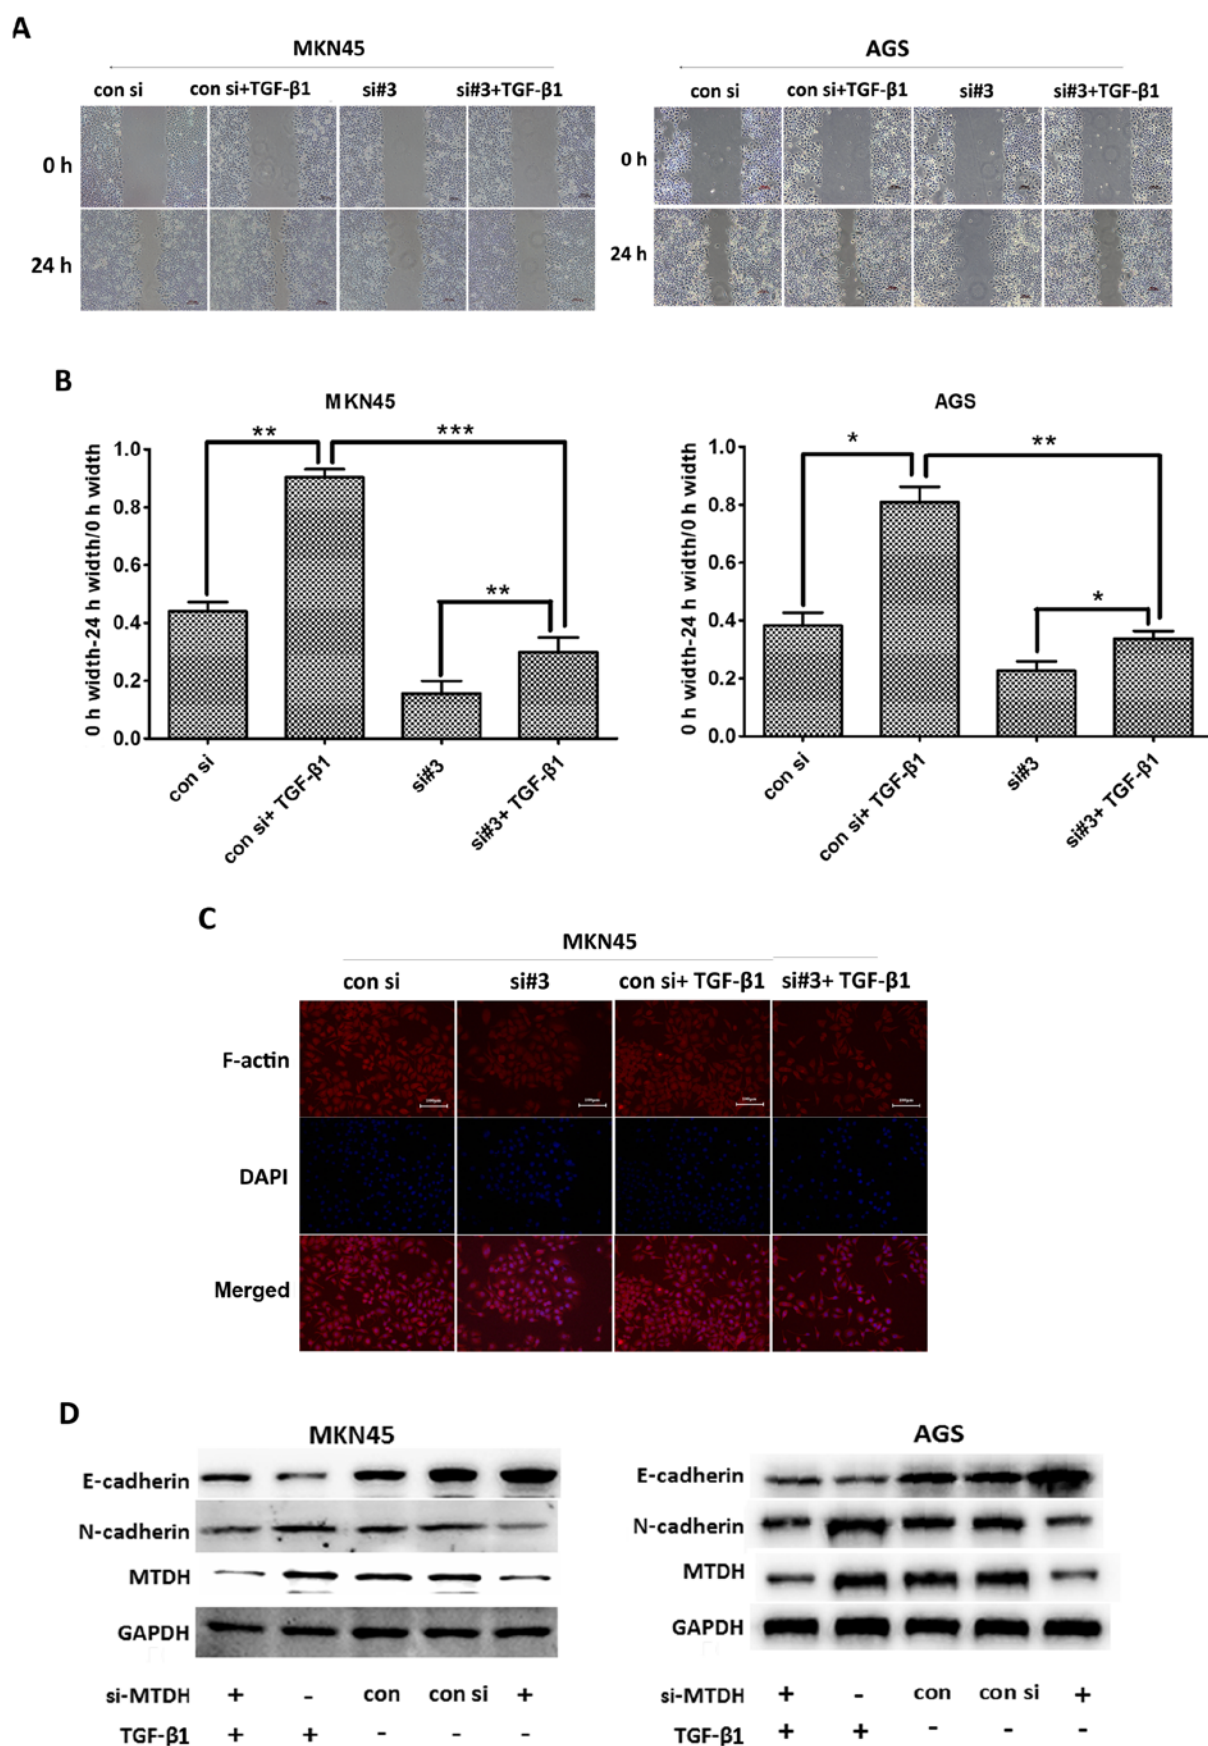 A
MKN45
con si con si+TGF-β1 si#3 si#3+TGF-β1
0 h
24 h
AGS
con si con si+TGF-β1 si#3 si#3+TGF-β1
0 h
24 h
B
MKN45
0 h width-24 h width/0 h width
1.0
0.8
0.6
0.4
0.2
0.0
** *** **
con si
con si+ TGF-β1
si#3
si#3+ TGF-β1
AGS
0 h width-24 h width/0 h width
1.0
0.8
0.6
0.4
0.2
0.0
* ** *
con si
con si+ TGF-β1
si#3
si#3+ TGF-β1
C
MKN45
con si si#3 con si+ TGF-β1 si#3+ TGF-β1
F-actin
DAPI
Merged
D
MKN45
E-cadherin
N-cadherin
MTDH
GAPDH
si-MTDH + - con con si +
TGF-β1 + + - - -
AGS
E-cadherin
N-cadherin
MTDH
GAPDH
si-MTDH + - con con si +
TGF-β1 + + - - -